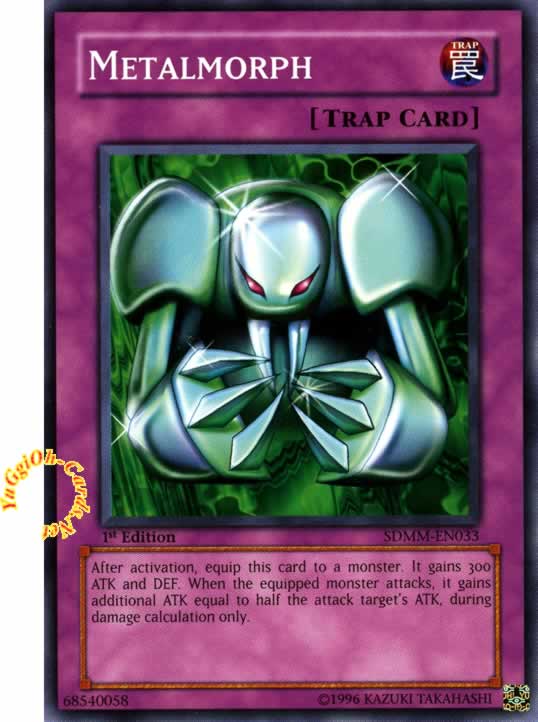 METALMORPH
TRAP
罠
[TRAP CARD]
YuGgiOh-Cards.Net
1st Edition
SDMM-EN033
After activation, equip this card to a monster. It gains 300
ATK and DEF. When the equipped monster attacks, it gains
additional ATK equal to half the attack target's ATK, during
damage calculation only.
68540058
©1996 KAZUKI TAKAHASHI